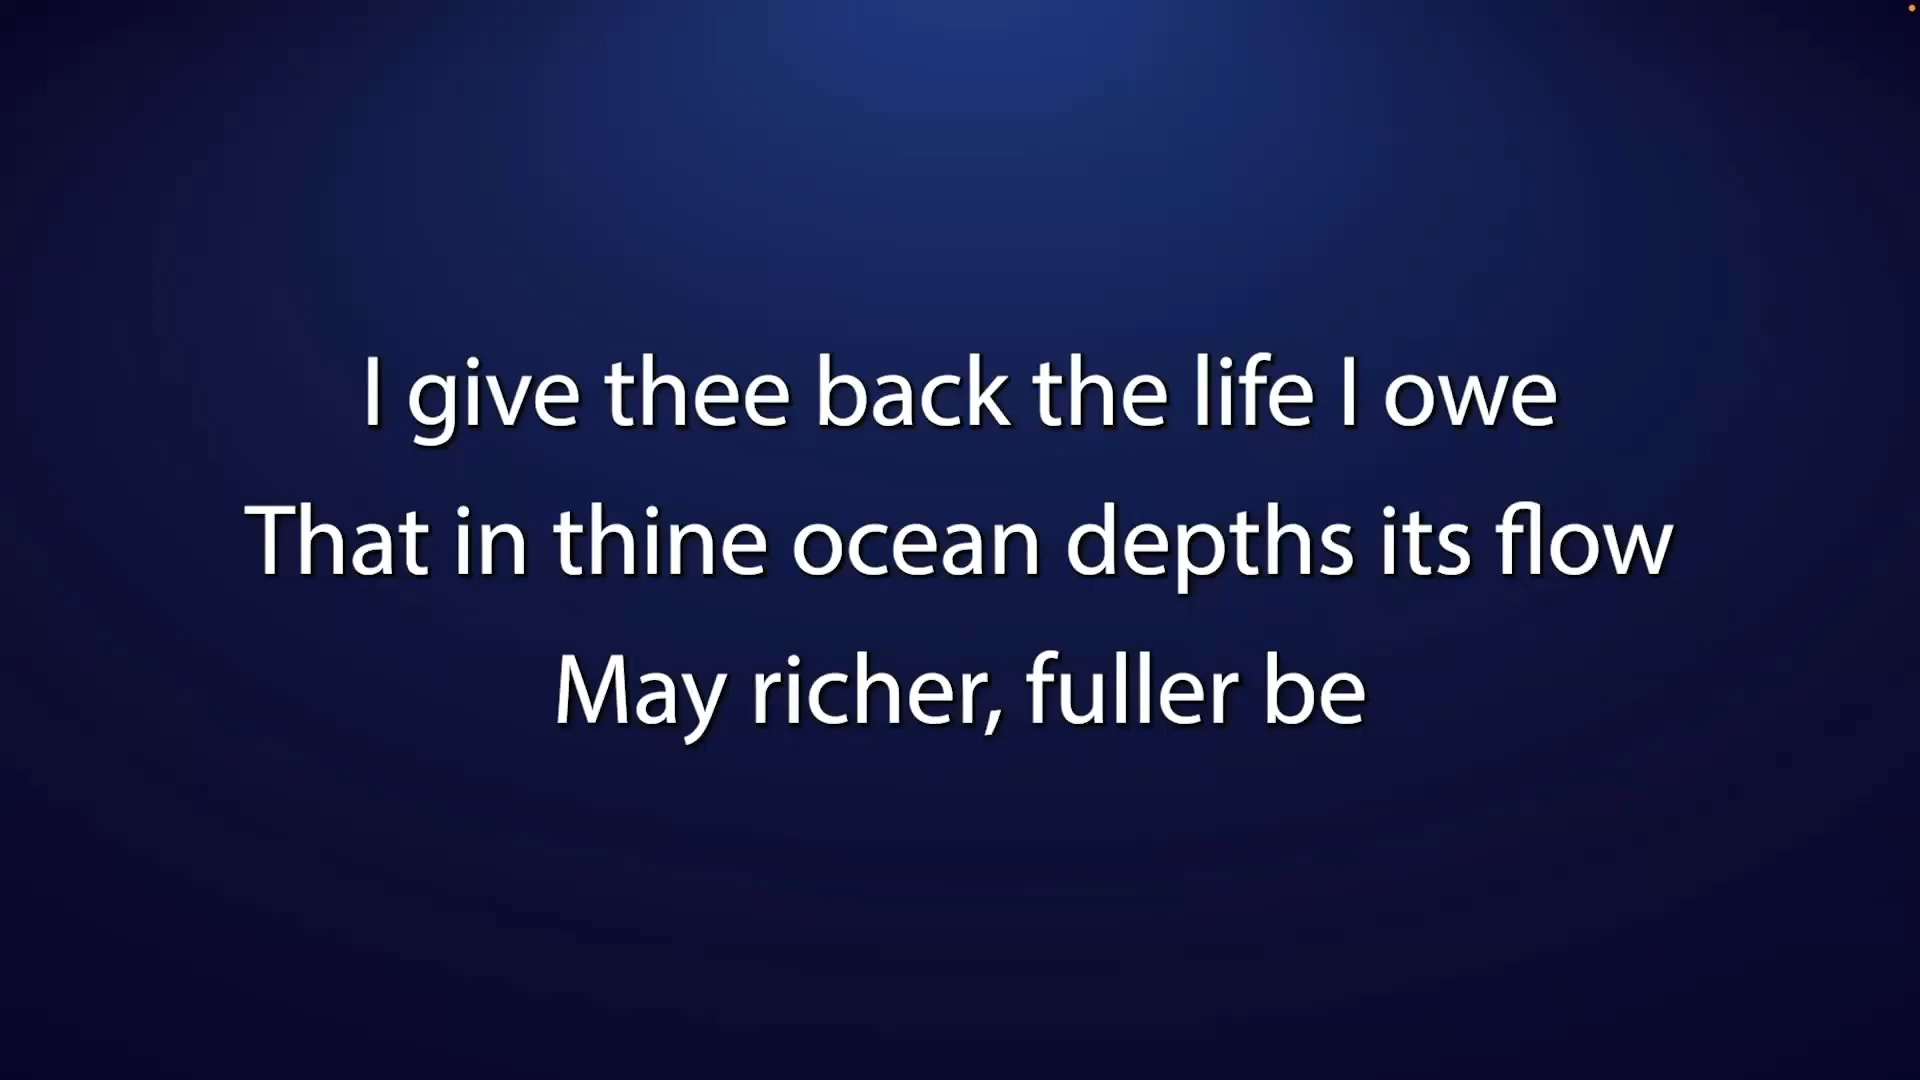 I give thee back the life I owe
That in thine ocean depths its flow
May richer, fuller be